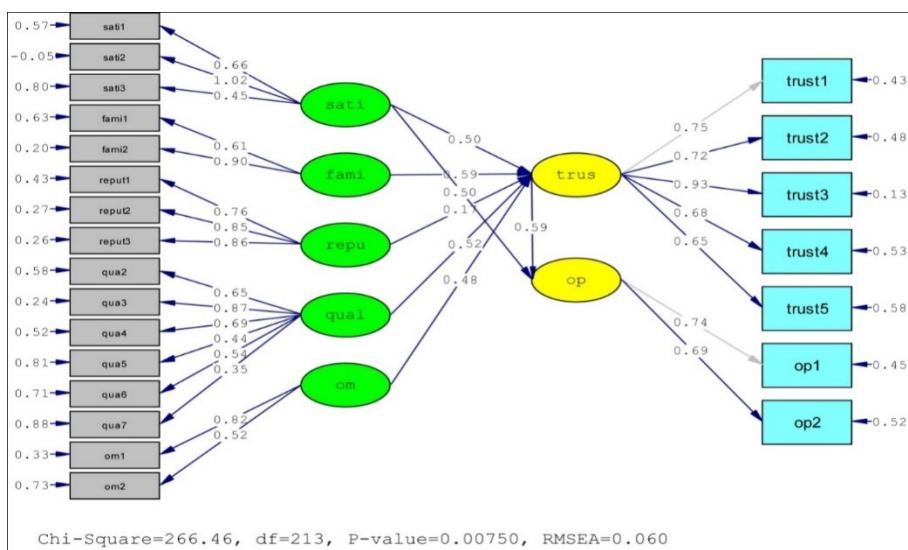 0.57 sati1
-0.05 sati2
0.80 sati3
0.63 fami1
0.20 fami2
0.43 reput1
0.27 reput2
0.26 reput3
0.58 qua2
0.24 qua3
0.52 qua4
0.81 qua5
0.71 qua6
0.88 qua7
0.33 om1
0.73 om2
0.66
1.02
0.45
0.61
0.90
0.76
0.85
0.86
0.65
0.87
0.69
0.44
0.54
0.35
0.82
0.52
sati
fami
repu
qual
om
0.50
0.59
0.50
0.17
0.52
0.59
0.48
trus
op
0.75
0.72
0.93
0.68
0.65
0.74
0.69
trust1 0.43
trust2 0.48
trust3 0.13
trust4 0.53
trust5 0.58
op1 0.45
op2 0.52
Chi-Square=266.46, df=213, P-value=0.00750, RMSEA=0.060